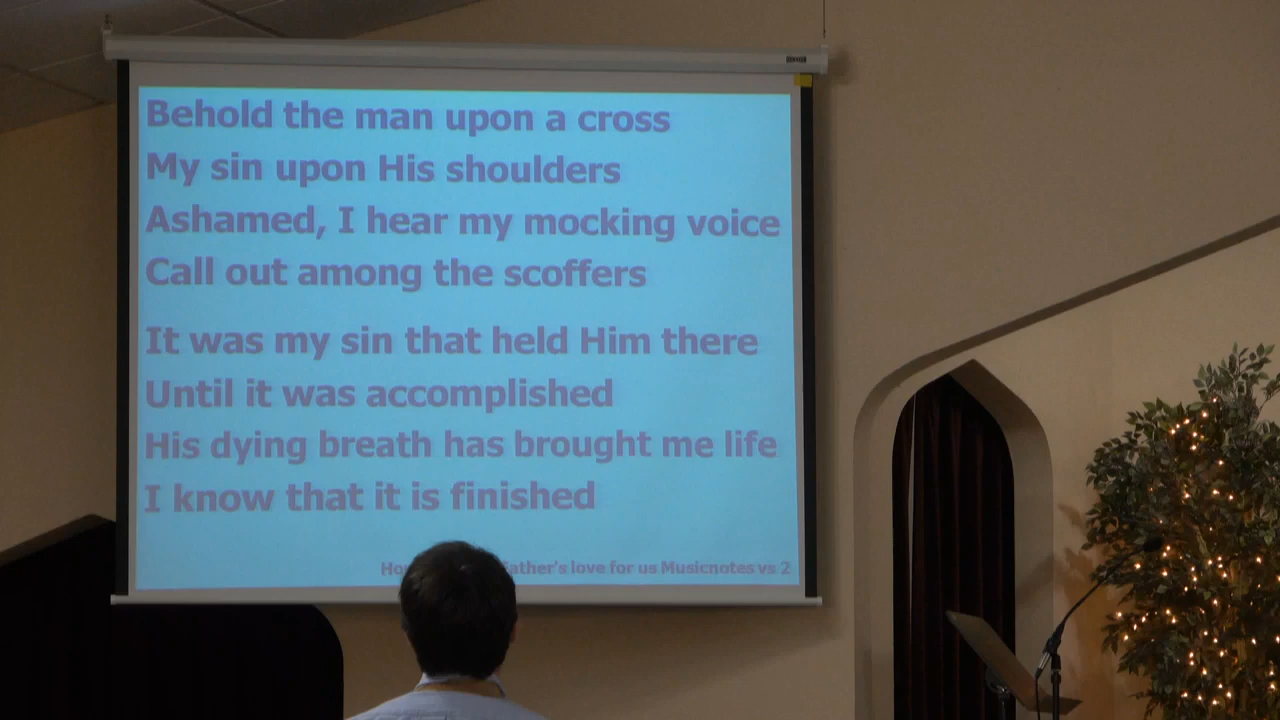 Behold the man upon a cross
My sin upon His shoulders
Ashamed, I hear my mocking voice
Call out among the scoffers
It was my sin that held Him there
Until it was accomplished
His dying breath has brought me life
I know that it is finished
love for us Musicnotes vs 2